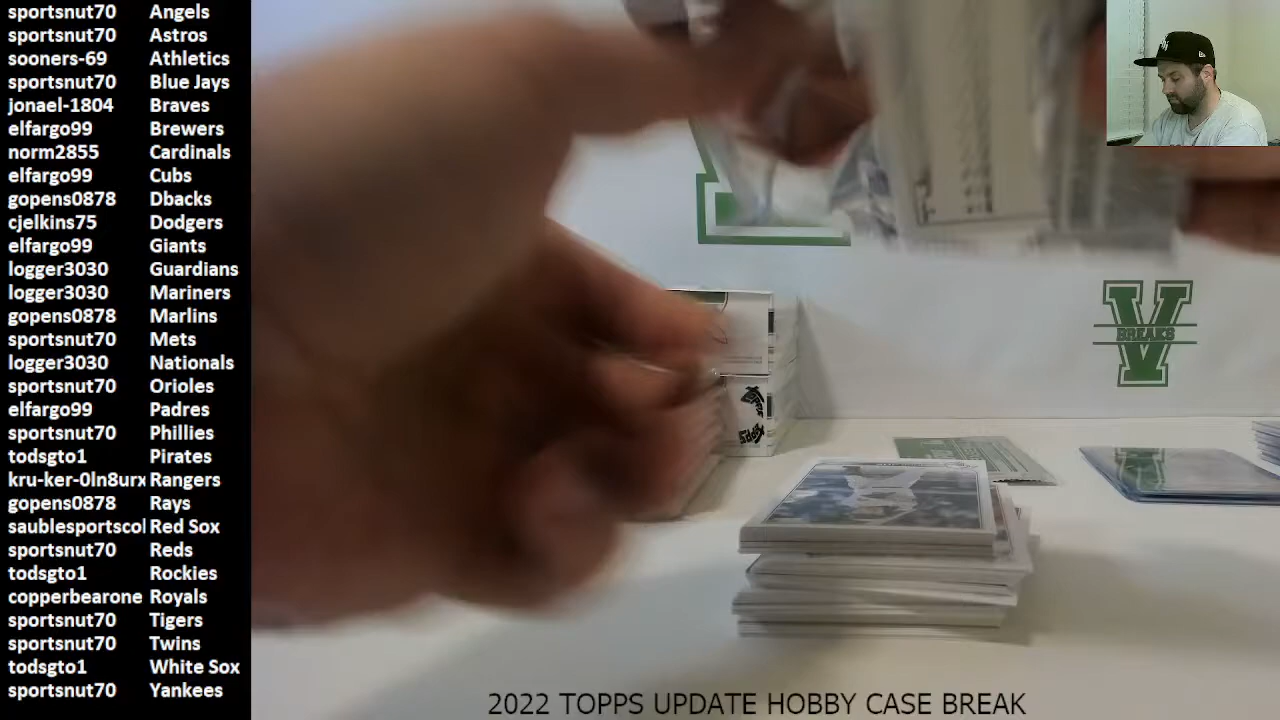 sportsnut70 Angels
sportsnut70 Astros
sooners-69 Athletics
sportsnut70 Blue Jays
jonael-1804 Braves
elfargo99 Brewers
norm2855 Cardinals
elfargo99 Cubs
gopens0878 Dbacks
cjelkins75 Dodgers
elfargo99 Giants
logger3030 Guardians
logger3030 Mariners
gopens0878 Marlins
sportsnut70 Mets
logger3030 Nationals
sportsnut70 Orioles
elfargo99 Padres
sportsnut70 Phillies
todsgto1 Pirates
kru-ker-0ln8urx Rangers
gopens0878 Rays
saublesportscol Red Sox
sportsnut70 Reds
todsgto1 Rockies
copperbearone Royals
sportsnut70 Tigers
sportsnut70 Twins
todsgto1 White Sox
sportsnut70 Yankees
V
BREAKS
Topps
2022 TOPPS UPDATE HOBBY CASE BREAK